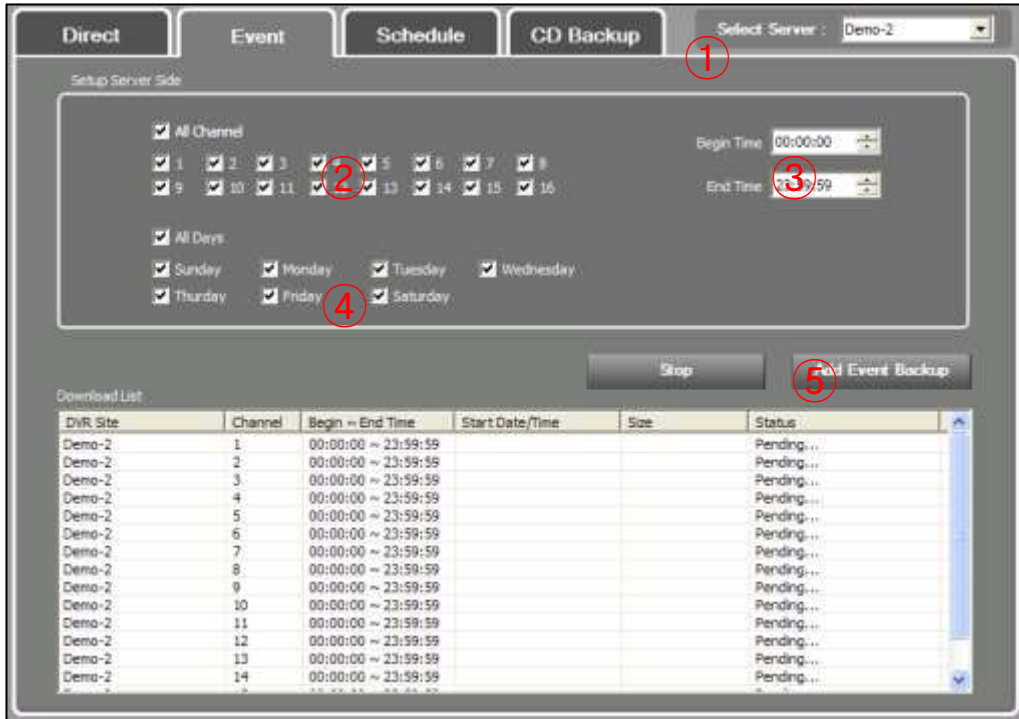 Direct Event Schedule CD Backup Select Server : Demo-2
①
Setup Server Side
All Channel
Begin Time 00:00:00
1 2 3 5 6 7 8
②
9 10 11 13 14 15 16
③
End Time 23:59:59
All Days
Sunday Monday Tuesday Wednesday
Thurday Friday Saturday
④
Stop Add Event Backup
⑤
Download List
DVR Site Channel Begin ~ End Time Start Date/Time Size Status
Demo-2 1 00:00:00 ~ 23:59:59 Pending...
Demo-2 2 00:00:00 ~ 23:59:59 Pending...
Demo-2 3 00:00:00 ~ 23:59:59 Pending...
Demo-2 4 00:00:00 ~ 23:59:59 Pending...
Demo-2 5 00:00:00 ~ 23:59:59 Pending...
Demo-2 6 00:00:00 ~ 23:59:59 Pending...
Demo-2 7 00:00:00 ~ 23:59:59 Pending...
Demo-2 8 00:00:00 ~ 23:59:59 Pending...
Demo-2 9 00:00:00 ~ 23:59:59 Pending...
Demo-2 10 00:00:00 ~ 23:59:59 Pending...
Demo-2 11 00:00:00 ~ 23:59:59 Pending...
Demo-2 12 00:00:00 ~ 23:59:59 Pending...
Demo-2 13 00:00:00 ~ 23:59:59 Pending...
Demo-2 14 00:00:00 ~ 23:59:59 Pending...